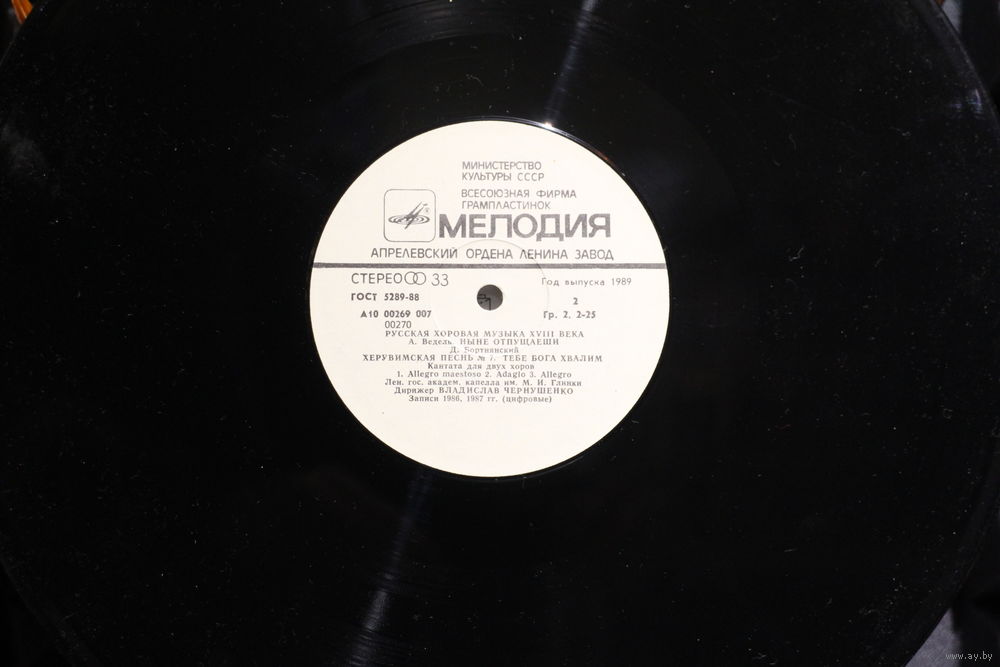 МИНИСТЕРСТВО
КУЛЬТУРЫ СССР
ВСЕСОЮЗНАЯ ФИРМА
ГРАМПЛАСТИНОК
МЕЛОДИЯ
АПРЕЛЕВСКИЙ ОРДЕНА ЛЕНИНА ЗАВОД
СТЕРЕО 33
Год выпуска 1989
ГОСТ 5289-88
2
А10 00269 007
Гр. 2. 2-25
00270
РУССКАЯ ХОРОВАЯ МУЗЫКА XVIII ВЕКА
А. Ведель. НЫНЕ ОТПУЩАЕШИ
Д. Бортнянский
ХЕРУВИМСКАЯ ПЕСНЬ № 7. ТЕБЕ БОГА ХВАЛИМ
Кантата для двух хоров
1. Allegro maestoso 2. Adagio 3. Allegro
Лен. гос. академ. капелла им. М. И. Глинки
Дирижер ВЛАДИСЛАВ ЧЕРНУШЕНКО
Записи 1986, 1987 гг. (цифровые)
www.ay.by